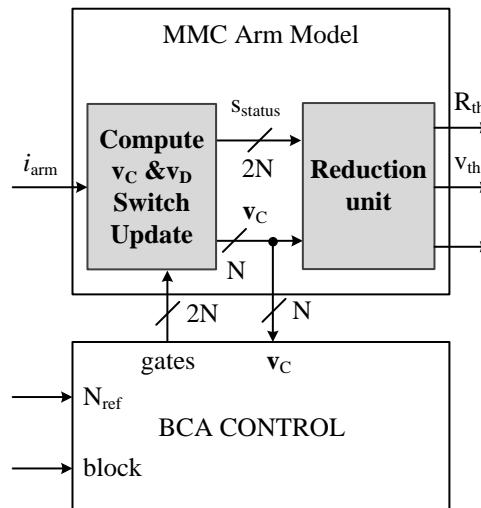 MMC Arm Model
s_status
2N
R_th
i_arm
Compute
v_C &v_D
Switch
Update
Reduction
unit
v_th
v_C
N
2N
N
gates
v_C
N_ref
BCA CONTROL
block